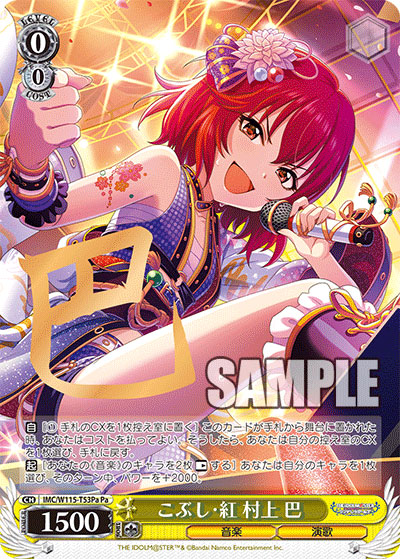 LEVEL
0
0
COST
巴
SAMPLE
自 [① 手札のCXを1枚控え室に置く] このカードが手札から舞台に置かれた
時、あなたはコストを払ってよい。そうしたら、あなたは自分の控え室のCX
を1枚選び、手札に戻す。
起 [あなたの《音楽》のキャラを2枚レストする] あなたは自分のキャラを1枚
選び、そのターン中、パワーを+2000。
CH IMC/W115-T53Pa Pa
1500
こぶし・紅 村上 巴
音楽 演歌
THE IDOLM@STER™& ©Bandai Namco Entertainment Inc.